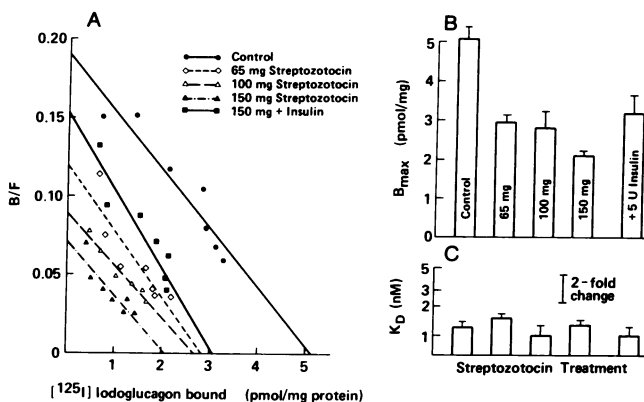 A
0.20
0.15
0.10
0.05
0
B/F
Control
65 mg Streptozotocin
100 mg Streptozotocin
150 mg Streptozotocin
150 mg + Insulin
1
2
3
4
5
[125I] Iodoglucagon bound (pmol/mg protein)
B
Bmax (pmol/mg)
5
4
3
2
1
0
Control
65 mg
100 mg
150 mg
+ 5 U Insulin
C
KD (nM)
5
3
2
1
2-fold
change
Streptozotocin Treatment